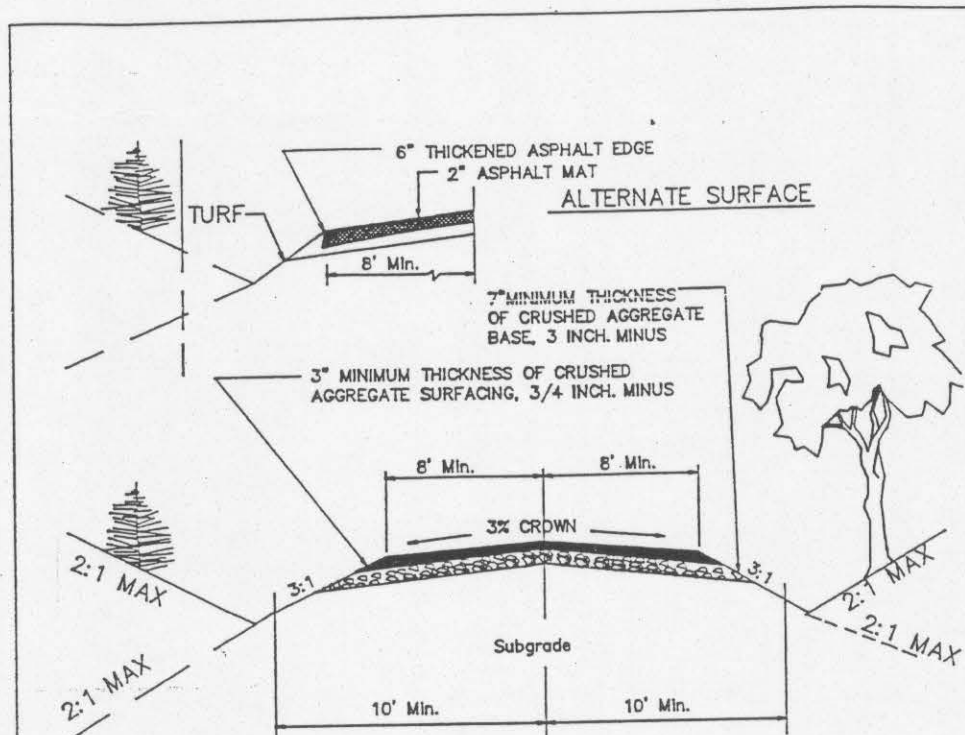 6" THICKENED ASPHALT EDGE
2" ASPHALT MAT
ALTERNATE SURFACE
TURF
8' Min.
7" MINIMUM THICKNESS
OF CRUSHED AGGREGATE
BASE, 3 INCH. MINUS
3" MINIMUM THICKNESS OF CRUSHED
AGGREGATE SURFACING, 3/4 INCH. MINUS
8' Min.
8' Min.
3% CROWN
2:1 MAX
3:1
3:1
2:1 MAX
2:1 MAX
2:1 MAX
Subgrade
10' Min.
10' Min.